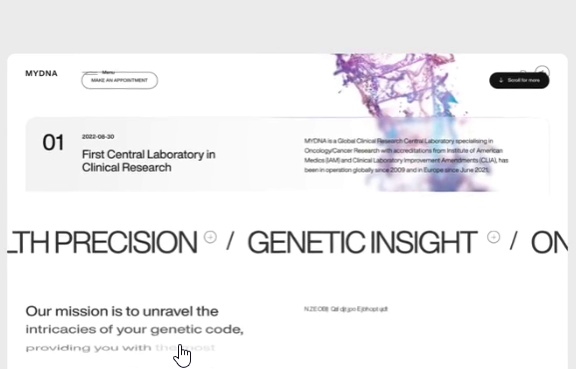 MYDNA
Menu
MAKE AN APPOINTMENT
Scroll for more
01
2022-06-30
First Central Laboratory in
Clinical Research
MYDNA is a Global Clinical Research Central Laboratory specialising in
Oncology/Cancer Research with accreditations from Institute of American
Medics (IAM) and Clinical Laboratory Improvement Amendments (CLIA), has
been in operation globally since 2009 and in Europe since June 2021.
LTH PRECISION / GENETIC INSIGHT / ON
Our mission is to unravel the
intricacies of your genetic code,
providing you with the most